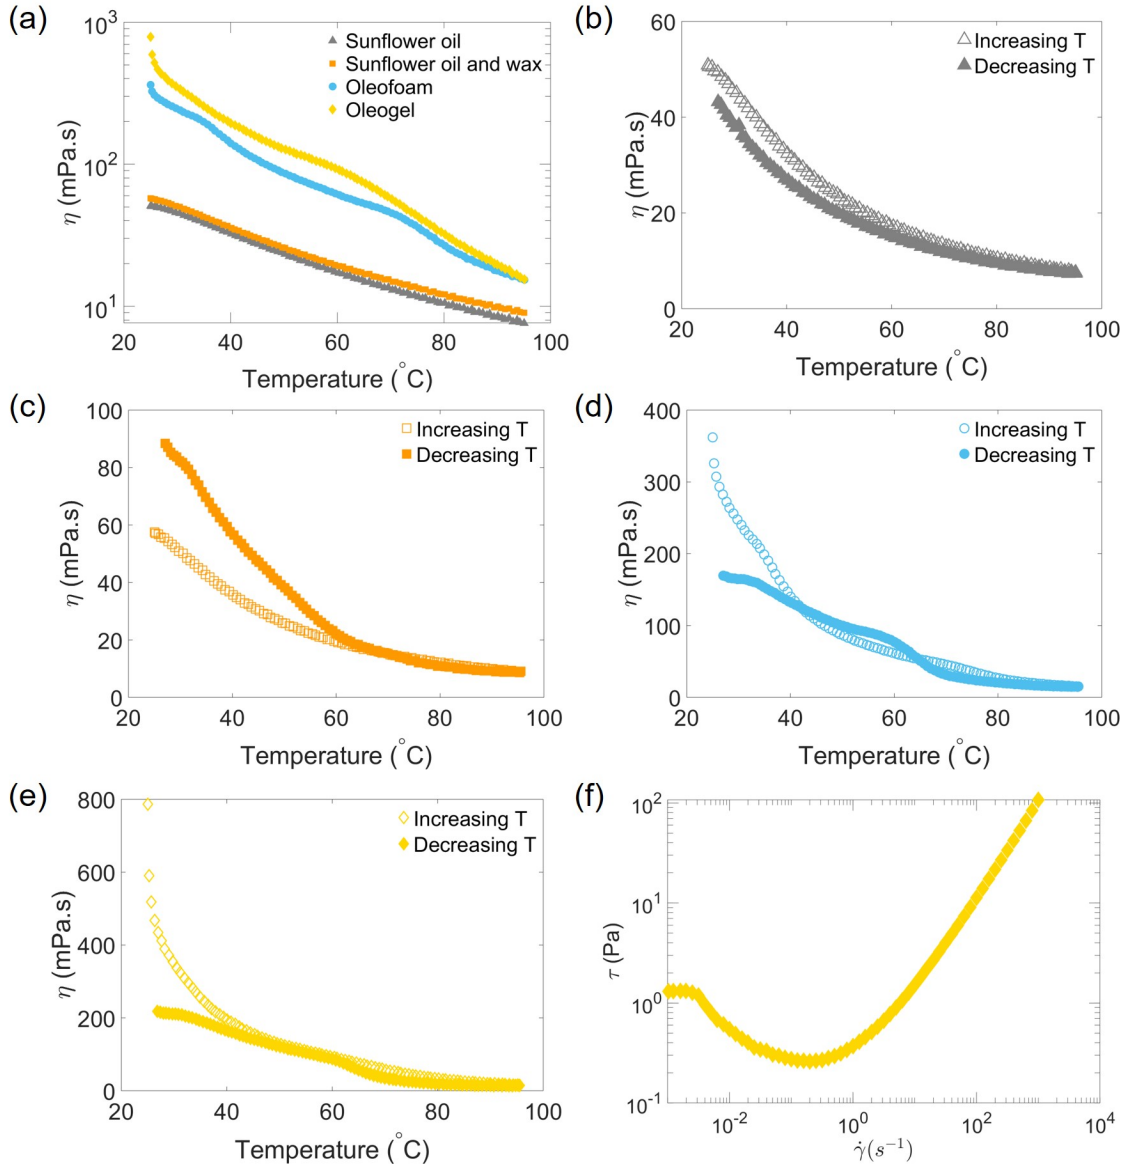 (a)
10³
10²
10¹
η (mPa.s)
20 40 60 80 100
Temperature (°C)
Sunflower oil
Sunflower oil and wax
Oleofoam
Oleogel
(b)
60
40
20
0
η (mPa.s)
20 40 60 80 100
Temperature (°C)
Increasing T
Decreasing T
(c)
100
80
60
40
20
0
η (mPa.s)
20 40 60 80 100
Temperature (°C)
Increasing T
Decreasing T
(d)
400
300
200
100
0
η (mPa.s)
20 40 60 80 100
Temperature (°C)
Increasing T
Decreasing T
(e)
800
600
400
200
0
η (mPa.s)
20 40 60 80 100
Temperature (°C)
Increasing T
Decreasing T
(f)
10²
10¹
10⁰
10⁻¹
τ (Pa)
10⁻² 10⁰ 10² 10⁴
γ̇(s⁻¹)